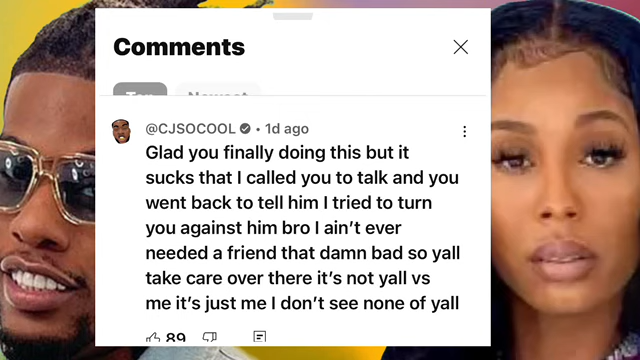 Comments
Top Newest
@CJSOCOOL • 1d ago
Glad you finally doing this but it
sucks that I called you to talk and you
went back to tell him I tried to turn
you against him bro I ain't ever
needed a friend that damn bad so yall
take care over there it's not yall vs
me it's just me I don't see none of yall
89